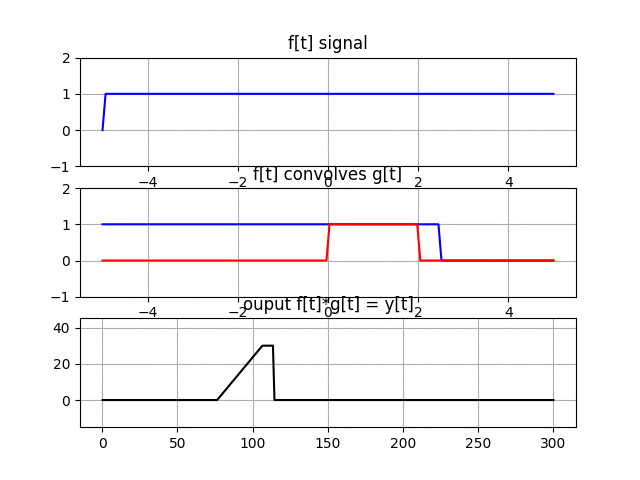 f[t] signal
2
1
0
−1
−4 −2 0 2 4
f[t] convolves g[t]
2
1
0
−1
−4 −2 0 2 4
ouput f[t]*g[t] = y[t]
40
20
0
0 50 100 150 200 250 300